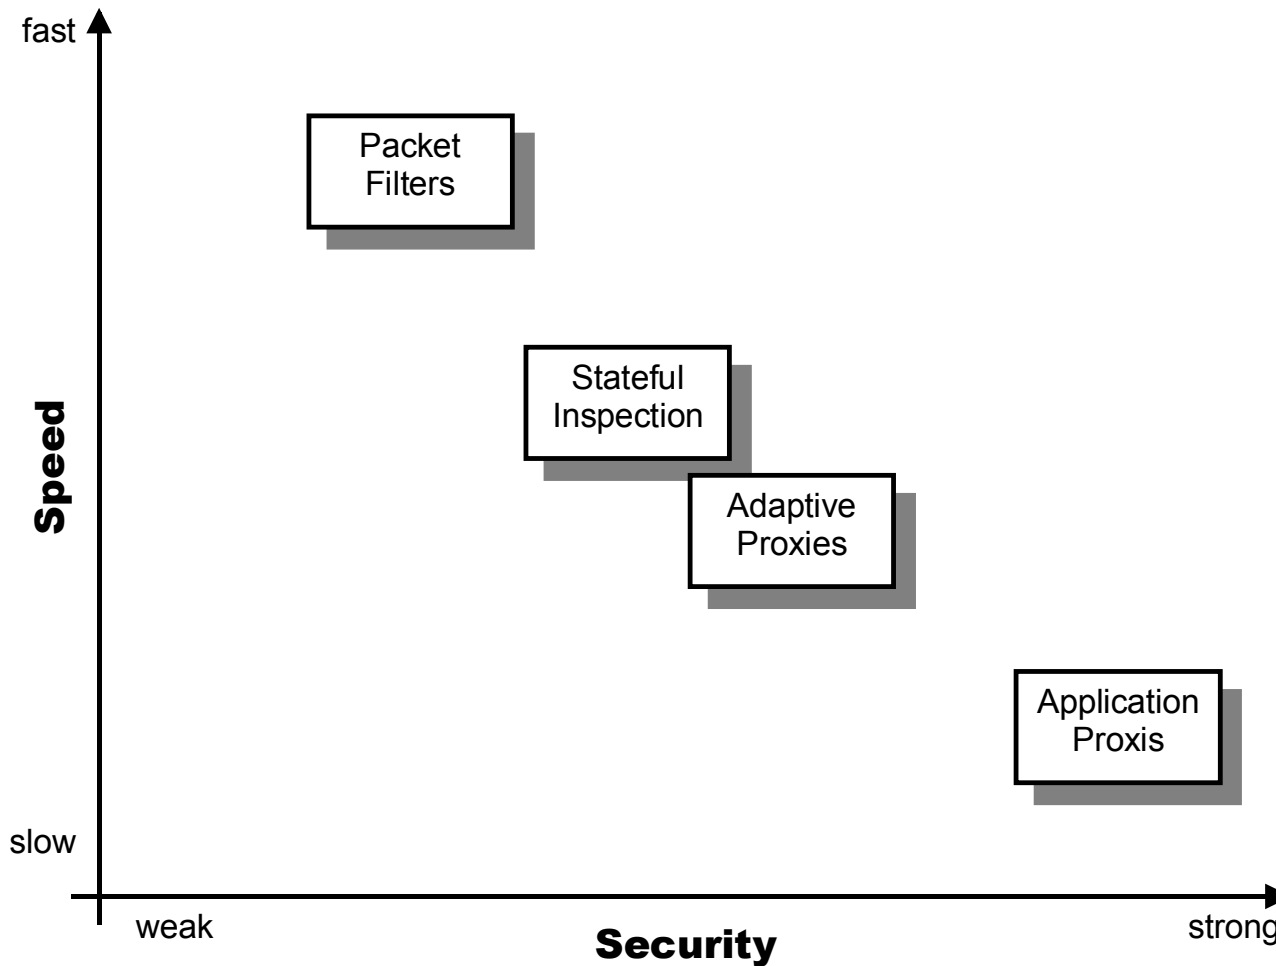 fast
Packet
Filters
Stateful
Inspection
Speed
Adaptive
Proxies
Application
Proxis
slow
weak
strong
Security